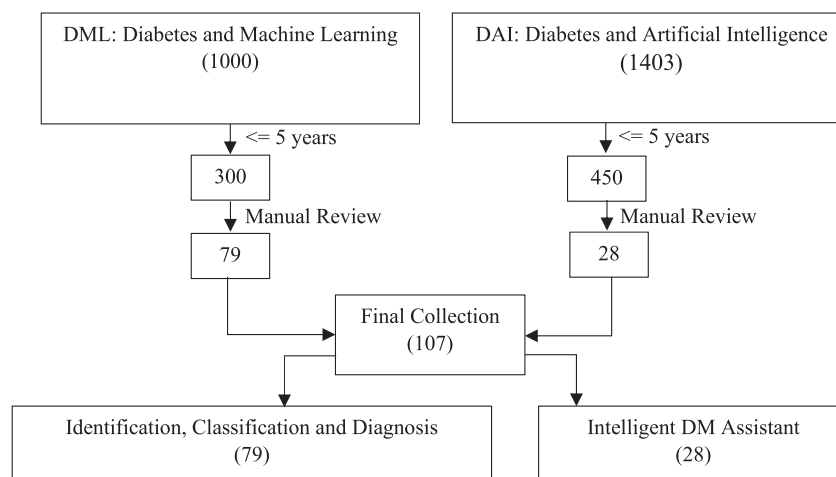 DML: Diabetes and Machine Learning
(1000)
DAI: Diabetes and Artificial Intelligence
(1403)
<= 5 years
<= 5 years
300
450
Manual Review
Manual Review
79
28
Final Collection
(107)
Identification, Classification and Diagnosis
(79)
Intelligent DM Assistant
(28)